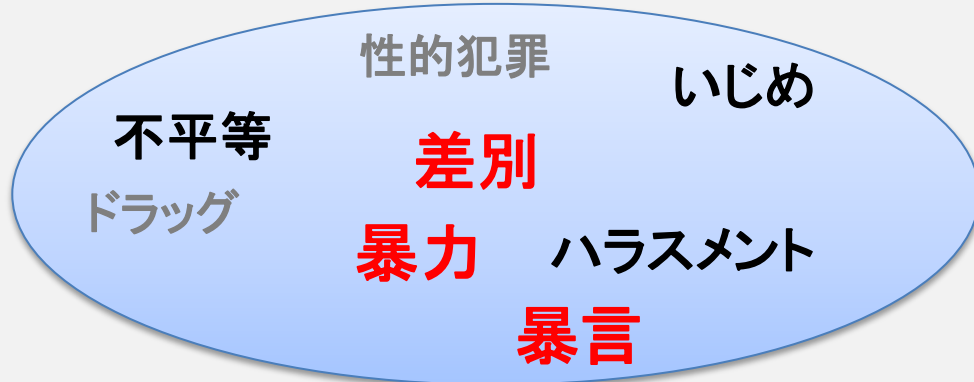 性的犯罪
いじめ
不平等
差別
ドラッグ
暴力
ハラスメント
暴言